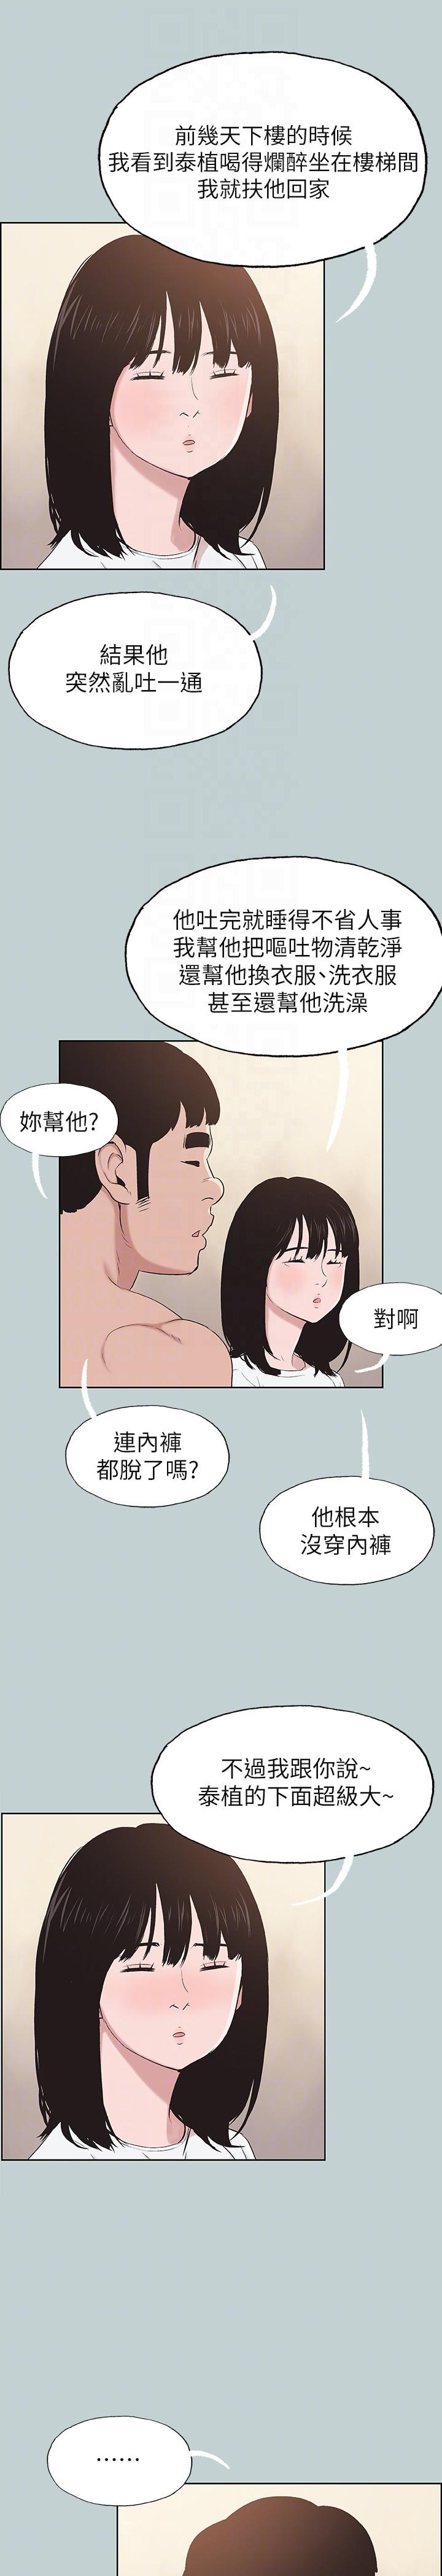 前幾天下樓的時候
我看到泰植喝得爛醉坐在樓梯間
我就扶他回家
結果他
突然亂吐一通
他吐完就睡得不省人事
我幫他把嘔吐物清乾淨
還幫他換衣服、洗衣服
甚至還幫他洗澡
妳幫他?
對啊
連內褲
都脫了嗎?
他根本
沒穿內褲
不過我跟你說~
泰植的下面超級大~
……